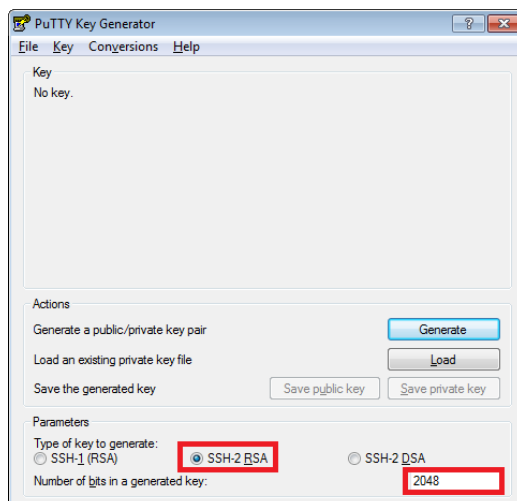 PuTTY Key Generator
File Key Conversions Help
Key
No key.
Actions
Generate a public/private key pair Generate
Load an existing private key file Load
Save the generated key Save public key Save private key
Parameters
Type of key to generate:
SSH-1 (RSA) SSH-2 RSA SSH-2 DSA
Number of bits in a generated key: 2048